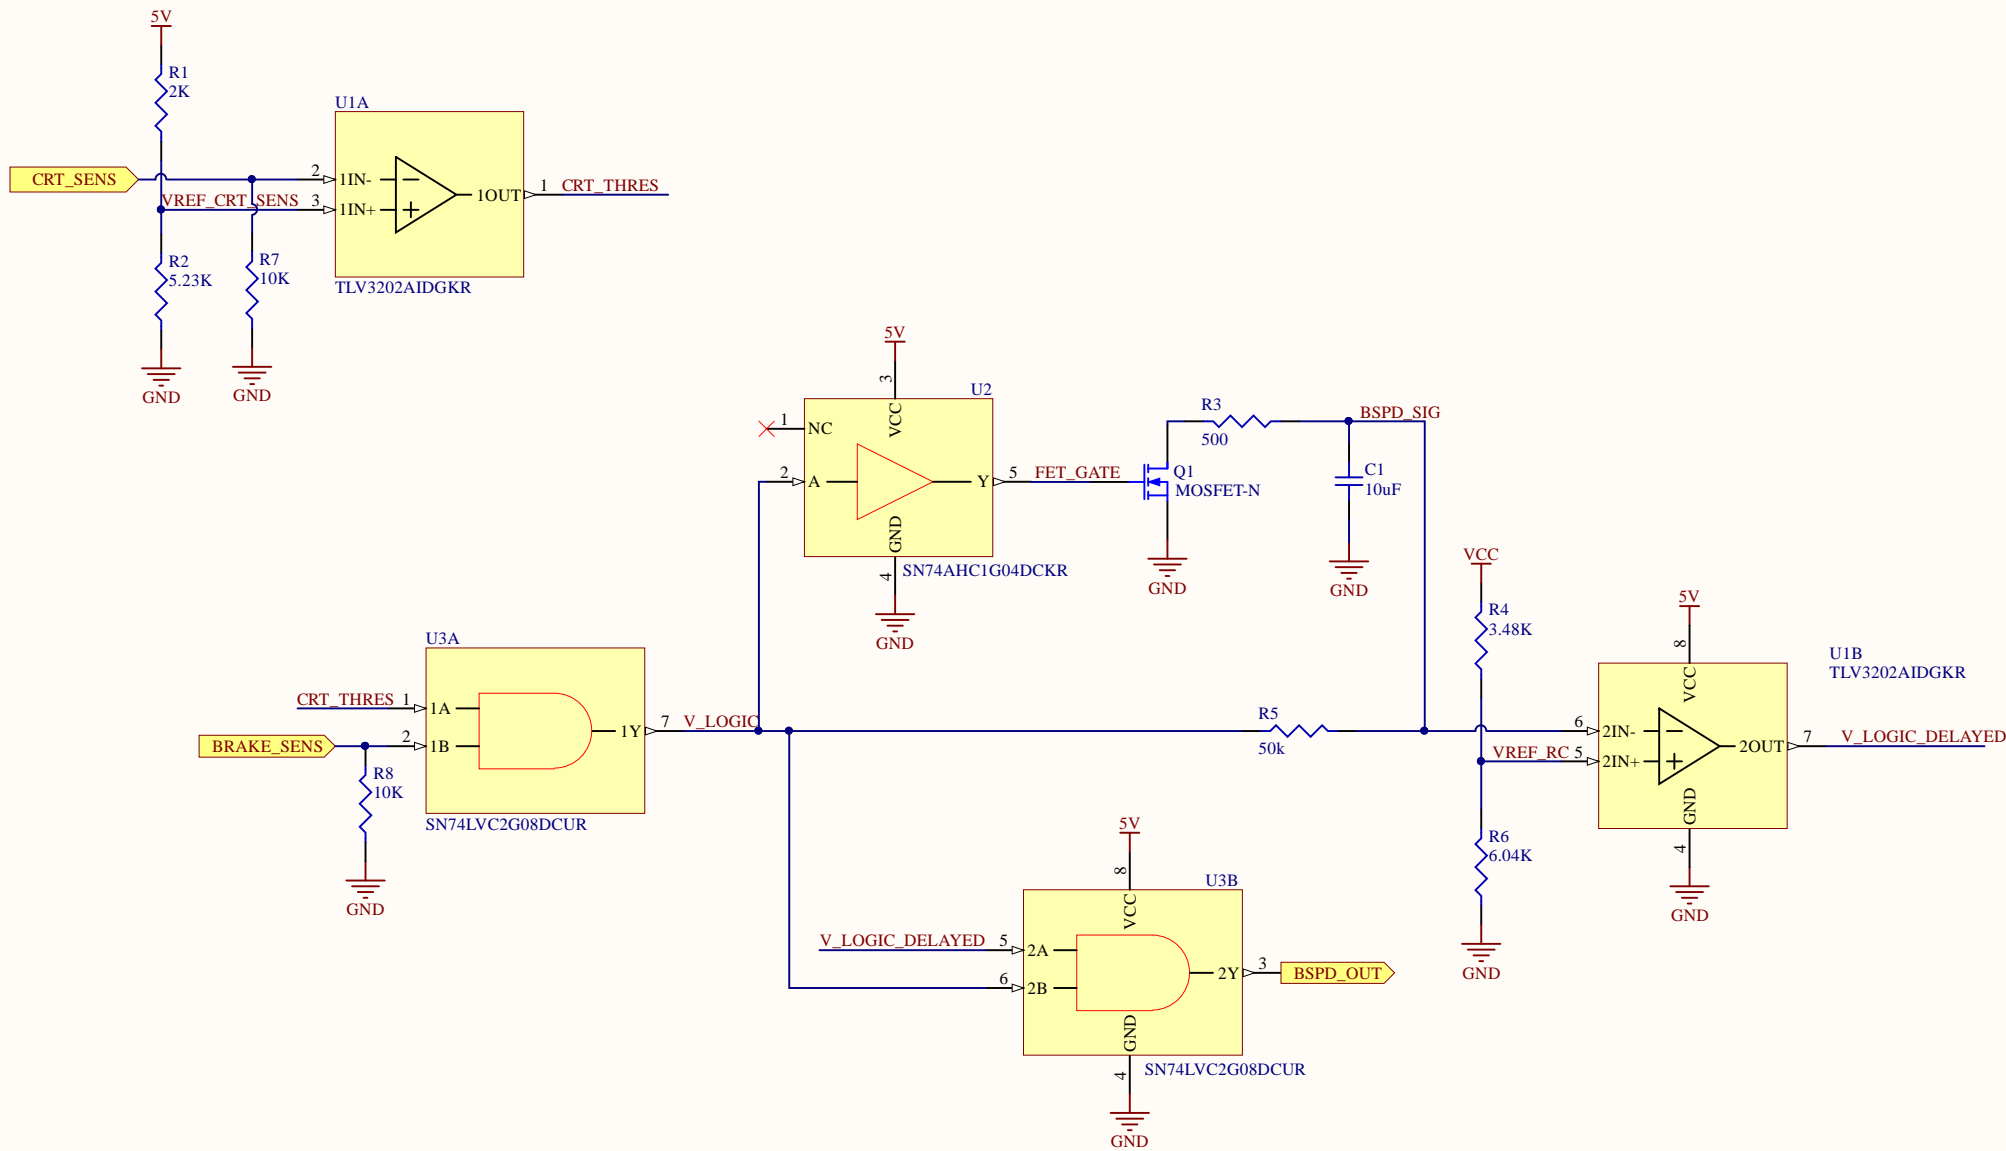 5V
R1
2K
CRT_SENS
VREF_CRT_SENS
R2
5.23K
GND
R7
10K
GND
U1A
2
1IN-
3
1IN+
1OUT
1
CRT_THRES
TLV3202AIDGKR
5V
3
U2
1
NC
VCC
2
A
Y
5
FET_GATE
GND
4
SN74AHC1G04DCKR
GND
R3
500
BSPD_SIG
Q1
MOSFET-N
GND
C1
10uF
GND
U3A
CRT_THRES
1
1A
BRAKE_SENS
2
1B
1Y
7
V_LOGIC
R8
10K
GND
SN74LVC2G08DCUR
R5
50k
VCC
R4
3.48K
VREF_RC
R6
6.04K
GND
5V
8
U1B
TLV3202AIDGKR
VCC
6
2IN-
5
2IN+
2OUT
7
V_LOGIC_DELAYED
GND
4
GND
5V
8
U3B
VCC
V_LOGIC_DELAYED
5
2A
6
2B
2Y
3
BSPD_OUT
GND
4
SN74LVC2G08DCUR
GND